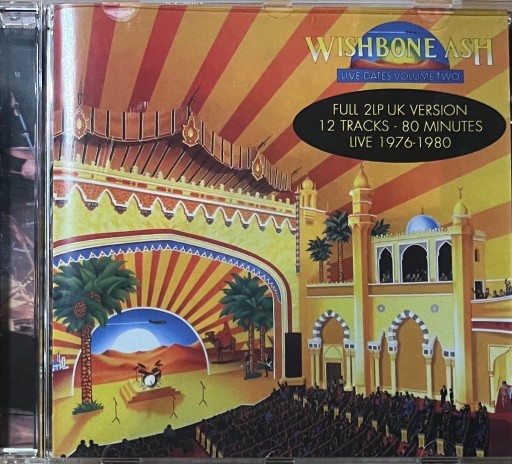 WISHBONE ASH
LIVE DATES VOLUME TWO
FULL 2LP UK VERSION
12 TRACKS - 80 MINUTES
LIVE 1976-1980